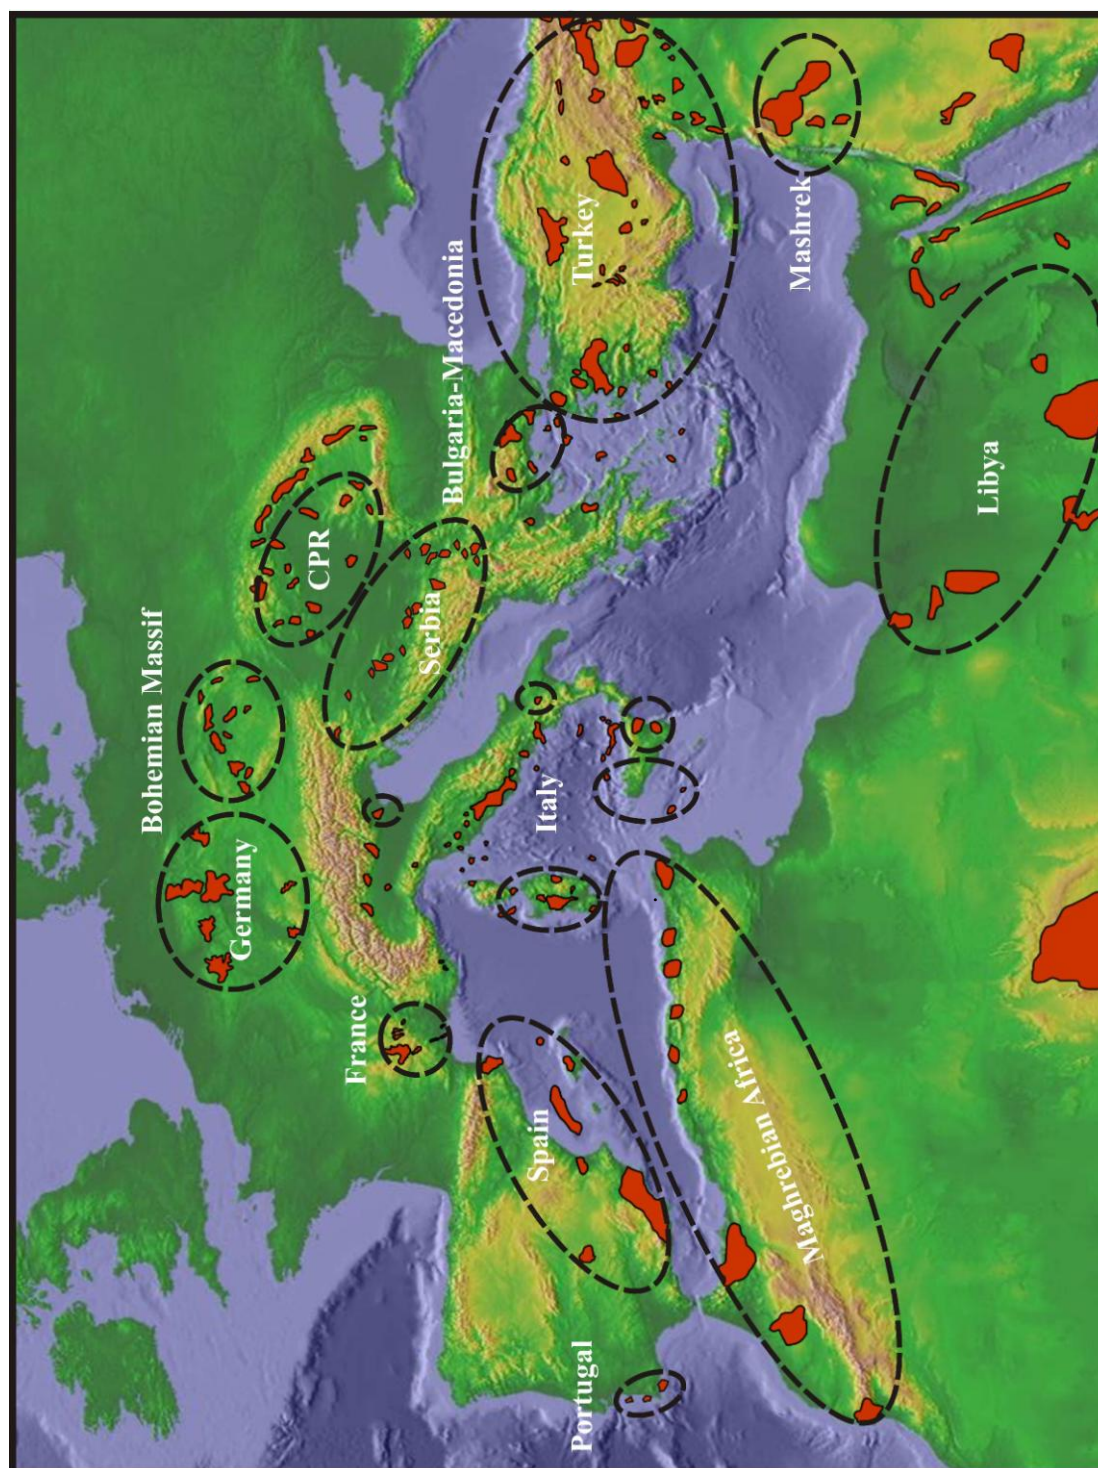 Portugal
Spain
France
Germany
Bohemian Massif
Italy
Maghrebian Africa
Serbia
CPR
Bulgaria-Macedonia
Turkey
Mashrek
Libya